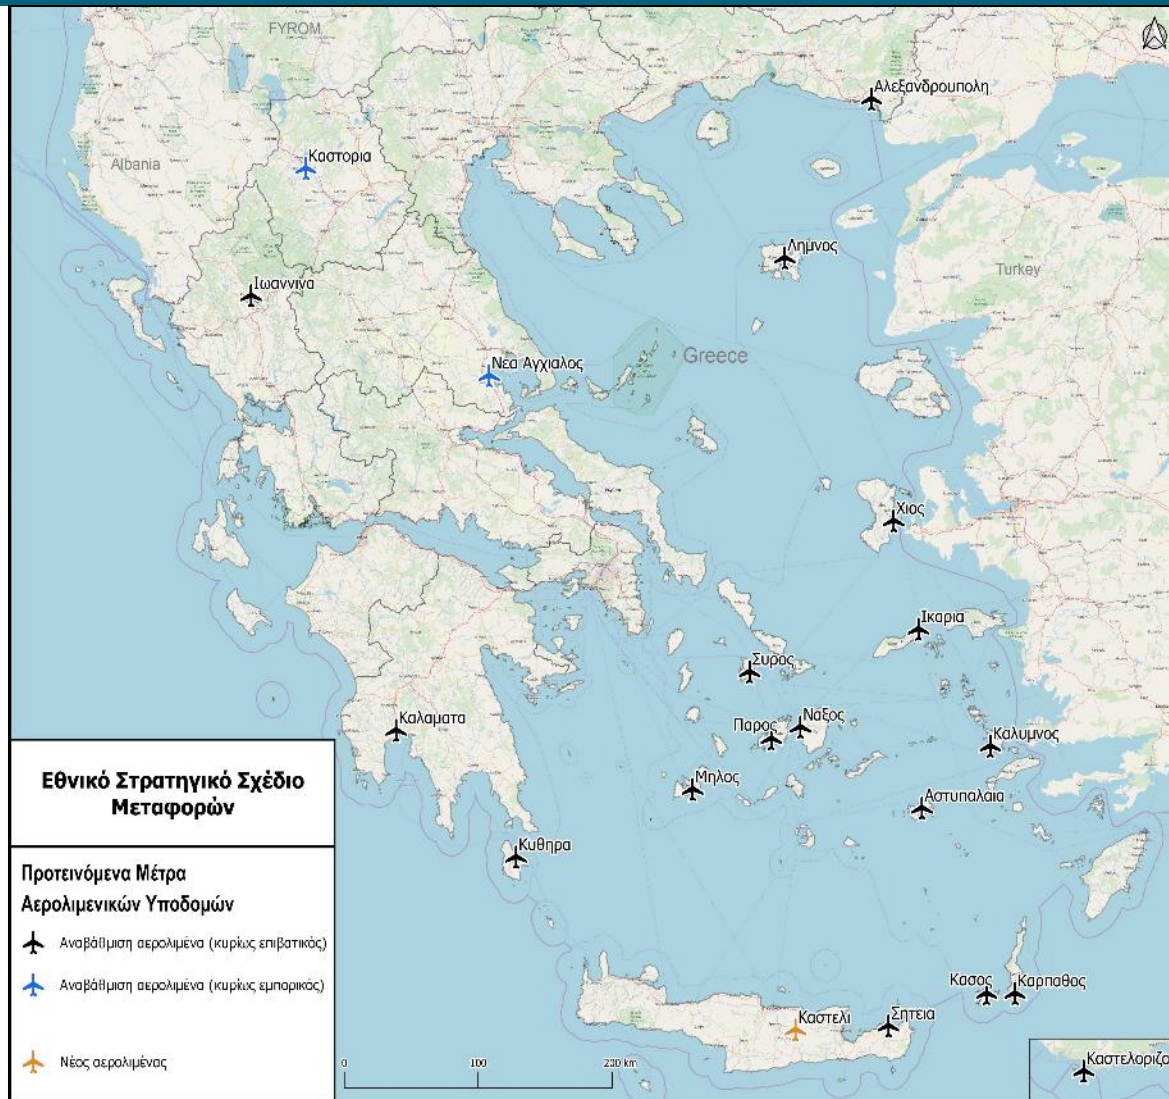 FYROM
Αλεξανδρουπολη
Καστορια
Albania
Λημνος
Turkey
Ιωαννινα
Greece
Νεα Αγχιαλος
Χιος
Ικαρια
Συρος
Καλαματα
Ναξος
Παρος
Καλυμνος
Μηλος
Αστυπαλαια
Κυθηρα
Κασος
Καρπαθος
Καστελι
Σητεια
Καστελοριζο
Εθνικό Στρατηγικό Σχέδιο
Μεταφορών
Προτεινόμενα Μέτρα
Αερολιμενικών Υποδομών
Αναβάθμιση αερολιμένα (κυρίως επιβατικός)
Αναβάθμιση αερολιμένα (κυρίως εμπορικός)
Νέος αερολιμένας
0 100 200 km